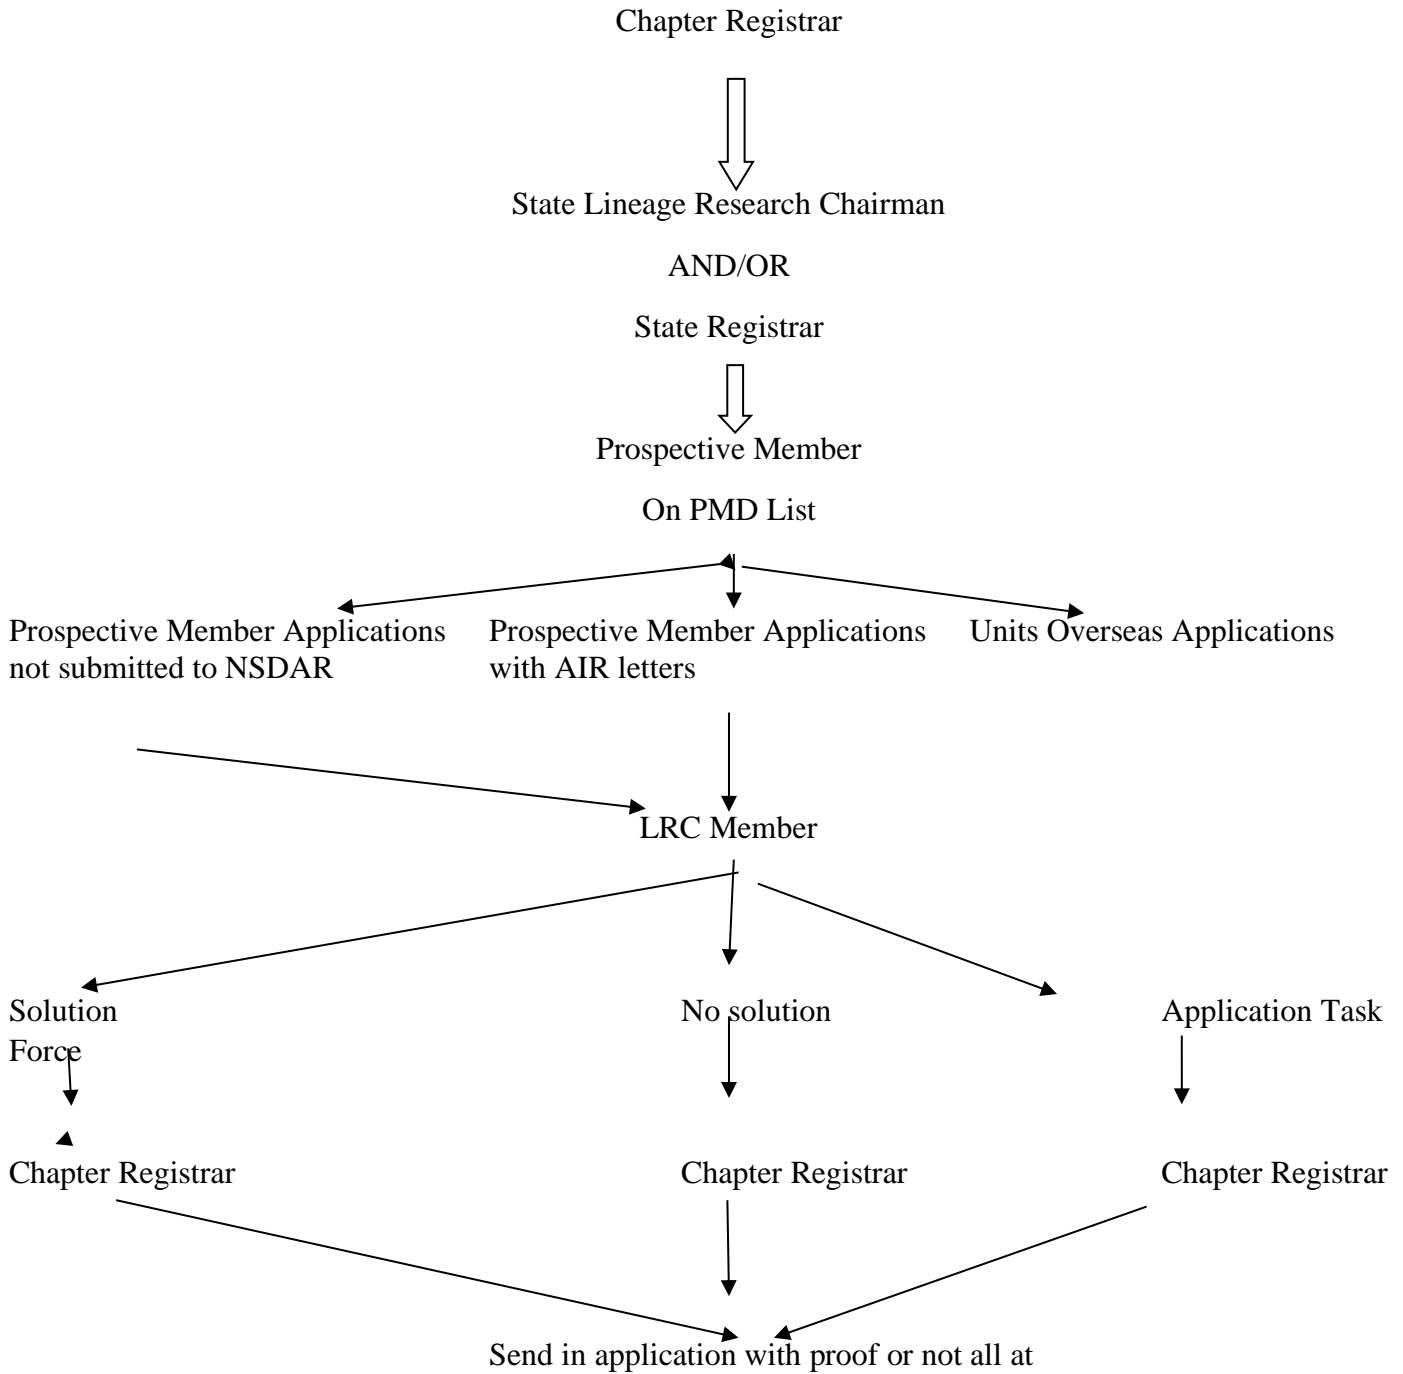 Chapter Registrar
State Lineage Research Chairman
AND/OR
State Registrar
Prospective Member
On PMD List
Prospective Member Applications not submitted to NSDAR
Prospective Member Applications with AIR letters
Units Overseas Applications
LRC Member
Solution No solution Application Task
Force
Chapter Registrar Chapter Registrar Chapter Registrar
Send in application with proof or not all at